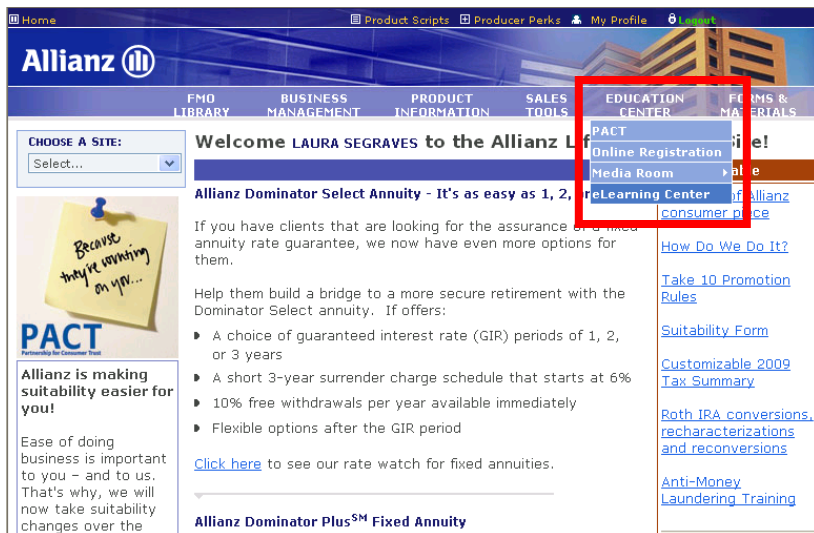 Home Product Scripts Producer Perks My Profile Logout
Allianz
FMO LIBRARY
BUSINESS MANAGEMENT
PRODUCT INFORMATION
SALES TOOLS
EDUCATION CENTER
FORMS & MATERIALS
PACT
Online Registration
Media Room
eLearning Center
CHOOSE A SITE:
Select...
Because
they're counting
on you...
PACT
Partnership for Consumer Trust
Allianz is making
suitability easier for
you!
Ease of doing
business is important
to you – and to us.
That's why, we will
now take suitability
changes over the
Welcome LAURA SEGRAVES to the Allianz
Allianz Dominator Select Annuity - It's as easy as 1, 2,
If you have clients that are looking for the assurance of a fixed
annuity rate guarantee, we now have even more options for
them.
Help them build a bridge to a more secure retirement with the
Dominator Select annuity. If offers:
A choice of guaranteed interest rate (GIR) periods of 1, 2,
or 3 years
A short 3-year surrender charge schedule that starts at 6%
10% free withdrawals per year available immediately
Flexible options after the GIR period
Click here to see our rate watch for fixed annuities.
Allianz Dominator Plus℠ Fixed Annuity
of Allianz
consumer piece
How Do We Do It?
Take 10 Promotion
Rules
Suitability Form
Customizable 2009
Tax Summary
Roth IRA conversions,
recharacterizations
and reconversions
Anti-Money
Laundering Training